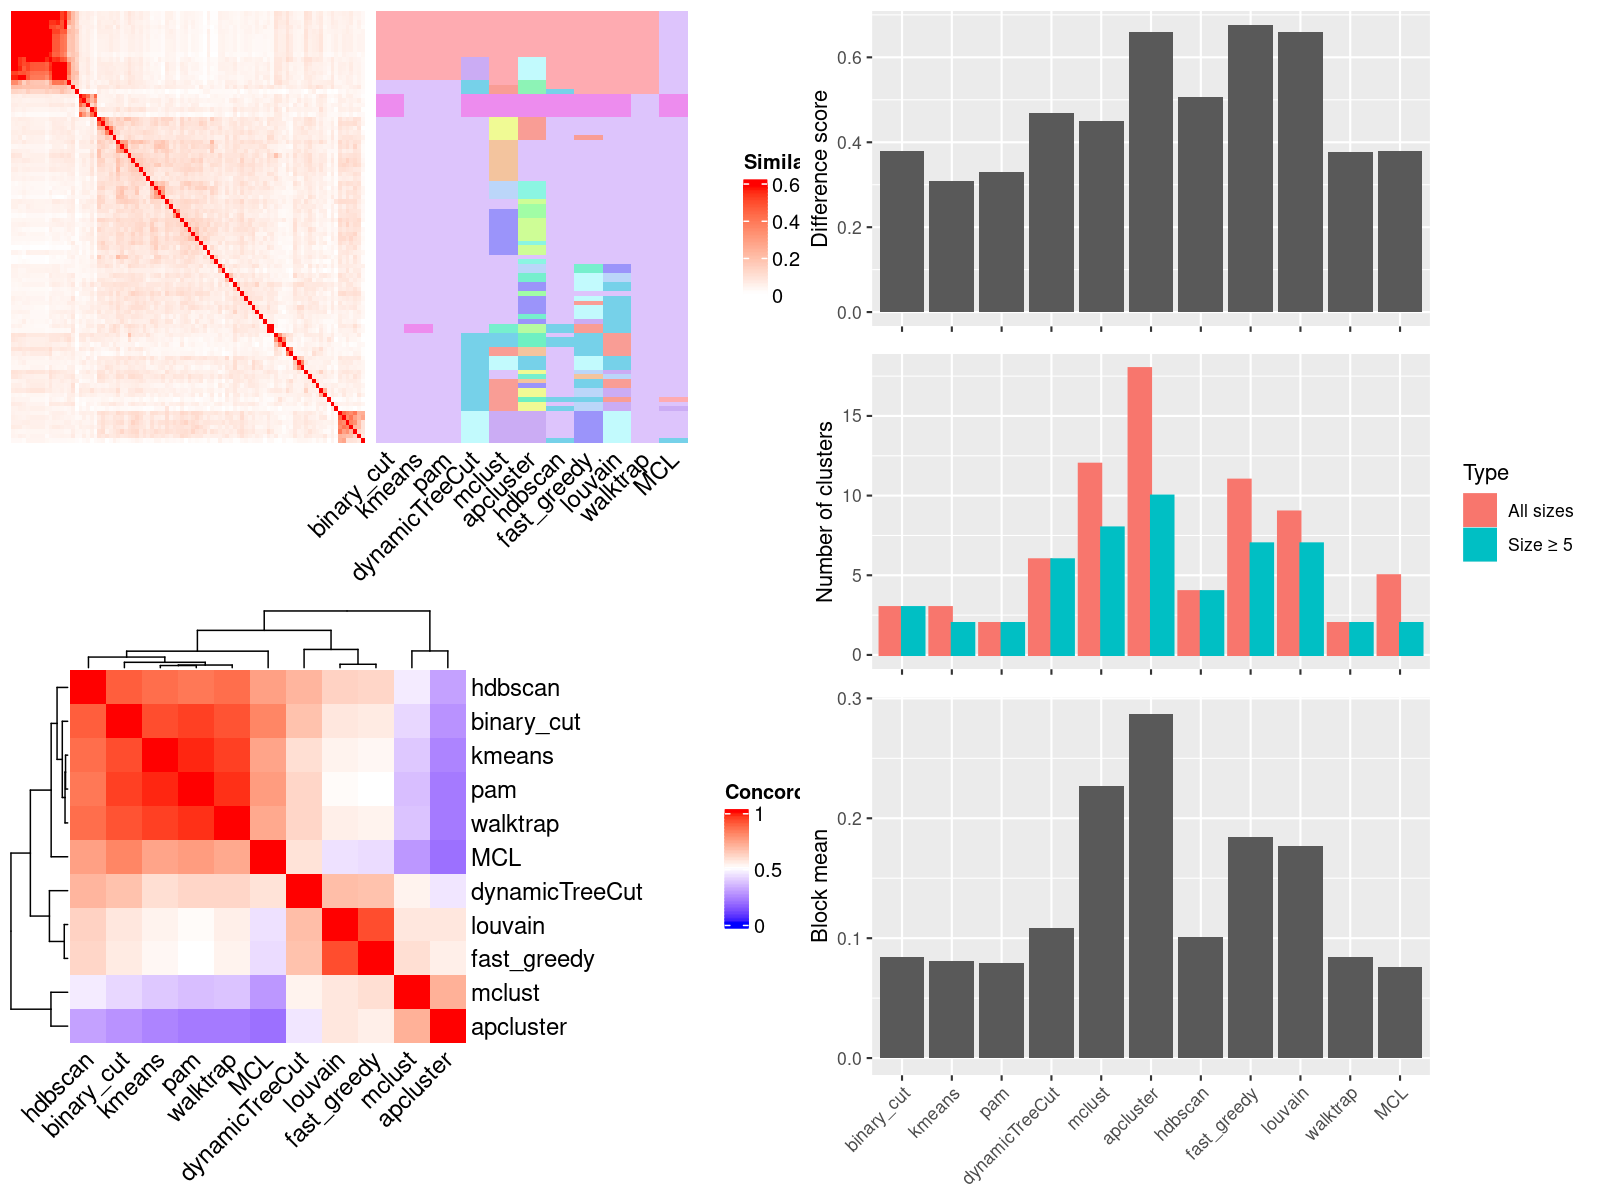 Simila
0.6
0.4
0.2
0
binary_cut
kmeans
pam
dynamicTreeCut
mclust
apcluster
hdbscan
fast_greedy
louvain
walktrap
MCL
hdbscan
binary_cut
kmeans
pam
walktrap
MCL
dynamicTreeCut
louvain
fast_greedy
mclust
apcluster
hdbscan
binary_cut
kmeans
pam
walktrap
MCL
dynamicTreeCut
louvain
fast_greedy
mclust
apcluster
Concord
1
0.5
0
Difference score
0.6
0.4
0.2
0.0
Number of clusters
15
10
5
0
Type
All sizes
Size ≥ 5
Block mean
0.3
0.2
0.1
0.0
binary_cut
kmeans
pam
dynamicTreeCut
mclust
apcluster
hdbscan
fast_greedy
louvain
walktrap
MCL